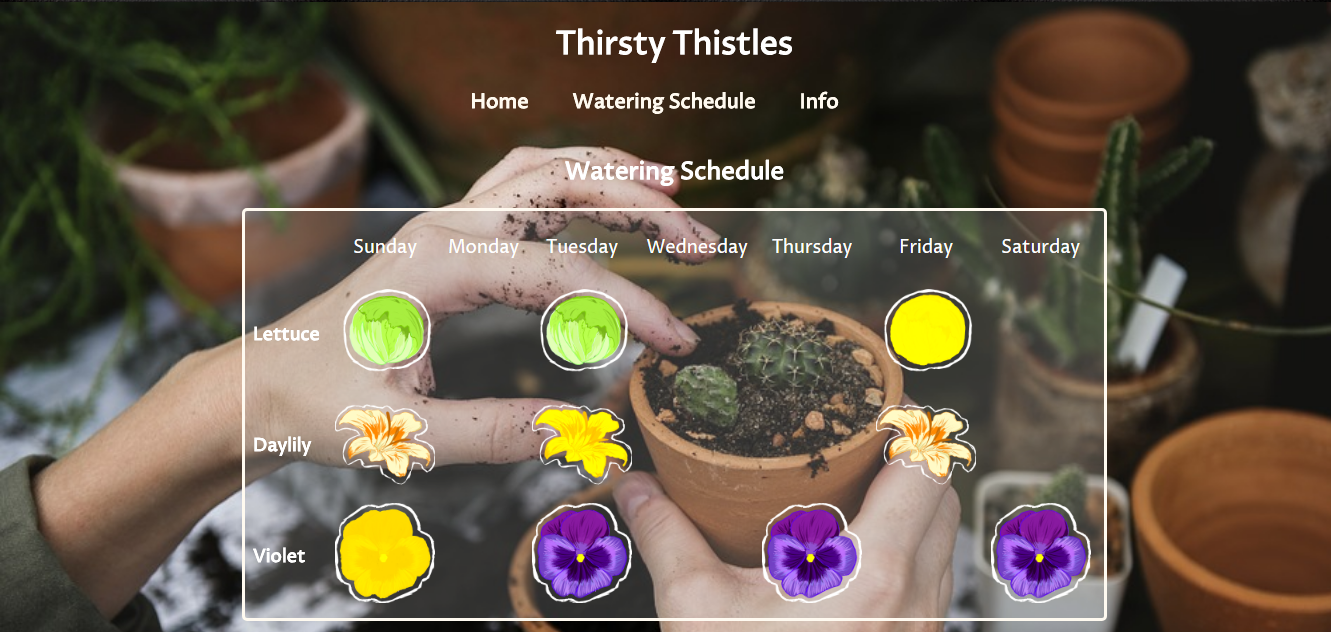 Thirsty Thistles
Home Watering Schedule Info
Watering Schedule
Sunday Monday Tuesday Wednesday Thursday Friday Saturday
Lettuce
Daylily
Violet